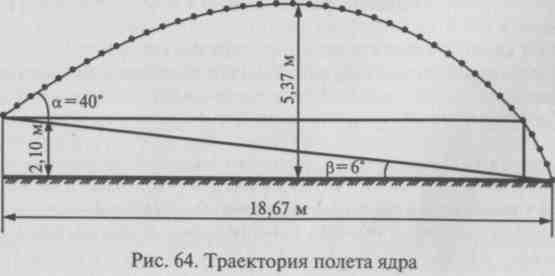 α=40°
5,37 м
2,10 м
β=6°
18,67 м
Рис. 64. Траектория полета ядра